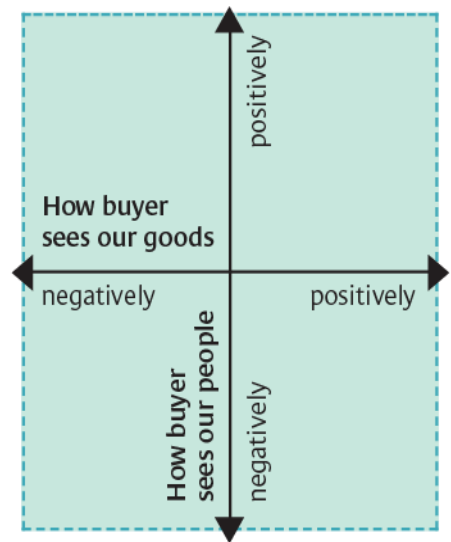 positively
How buyer
sees our goods
negatively
positively
How buyer
sees our people
negatively